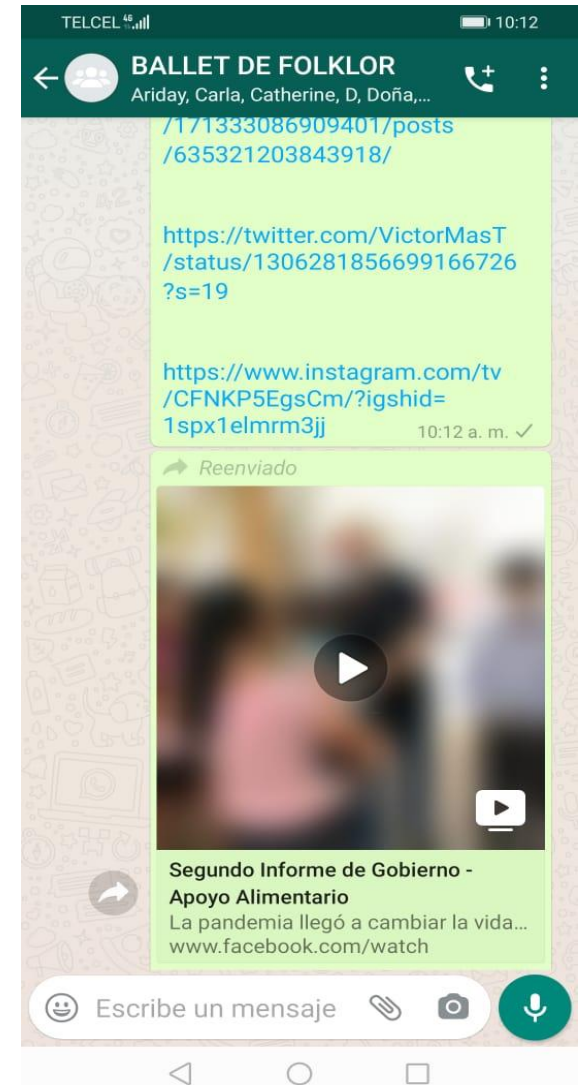 TELCEL 4G 10:12
BALLET DE FOLKLOR
Ariday, Carla, Catherine, D, Doña,...
/171333086909401/posts
/635321203843918/
https://twitter.com/VictorMasT
/status/1306281856699166726
?s=19
https://www.instagram.com/tv
/CFNKP5EgsCm/?igshid=
1spx1elmrm3jj 10:12 a. m.
Reenviado
Segundo Informe de Gobierno -
Apoyo Alimentario
La pandemia llegó a cambiar la vida...
www.facebook.com/watch
Escribe un mensaje